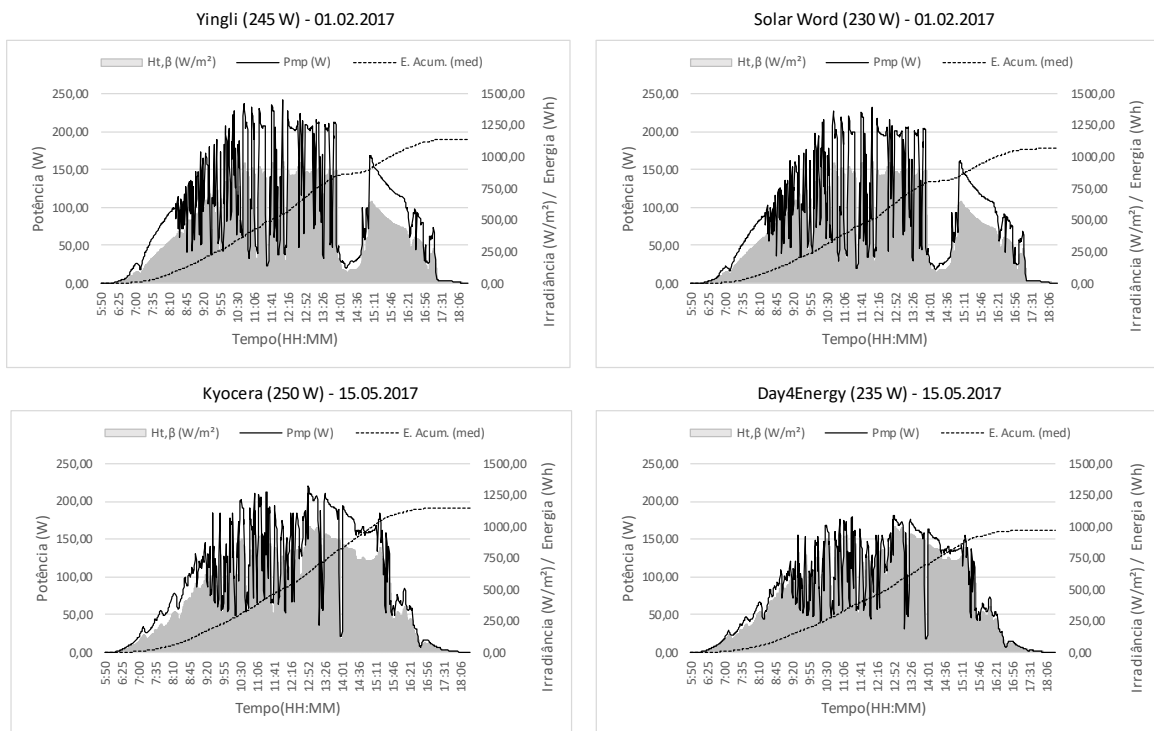 Yingli (245 W) - 01.02.2017
Ht,β (W/m²) Pmp (W) E. Acum. (med)
Potência (W)
250,00
200,00
150,00
100,00
50,00
0,00
1500,00
1250,00
1000,00
750,00
500,00
250,00
0,00
Irradiância (W/m²) / Energia (Wh)
5:50 6:25 7:00 7:35 8:10 8:45 9:20 9:55 10:30 11:06 11:41 12:16 12:52 13:26 14:01 14:36 15:11 15:46 16:21 16:56 17:31 18:06
Tempo(HH:MM)
Solar Word (230 W) - 01.02.2017
Ht,β (W/m²) Pmp (W) E. Acum. (med)
Potência (W)
250,00
200,00
150,00
100,00
50,00
0,00
1500,00
1250,00
1000,00
750,00
500,00
250,00
0,00
Irradiância (W/m²) / Energia (Wh)
5:50 6:25 7:00 7:35 8:10 8:45 9:20 9:55 10:30 11:06 11:41 12:16 12:52 13:26 14:01 14:36 15:11 15:46 16:21 16:56 17:31 18:06
Tempo(HH:MM)
Kyocera (250 W) - 15.05.2017
Ht,β (W/m²) Pmp (W) E. Acum. (med)
Potência (W)
250,00
200,00
150,00
100,00
50,00
0,00
1500,00
1250,00
1000,00
750,00
500,00
250,00
0,00
Irradiância (W/m²) / Energia (Wh)
5:50 6:25 7:00 7:35 8:10 8:45 9:20 9:55 10:30 11:06 11:41 12:16 12:52 13:26 14:01 14:36 15:11 15:46 16:21 16:56 17:31 18:06
Tempo(HH:MM)
Day4Energy (235 W) - 15.05.2017
Ht,β (W/m²) Pmp (W) E. Acum. (med)
Potência (W)
250,00
200,00
150,00
100,00
50,00
0,00
1500,00
1250,00
1000,00
750,00
500,00
250,00
0,00
Irradiância (W/m²) / Energia (Wh)
5:50 6:25 7:00 7:35 8:10 8:45 9:20 9:55 10:30 11:06 11:41 12:16 12:52 13:26 14:01 14:36 15:11 15:46 16:21 16:56 17:31 18:06
Tempo(HH:MM)